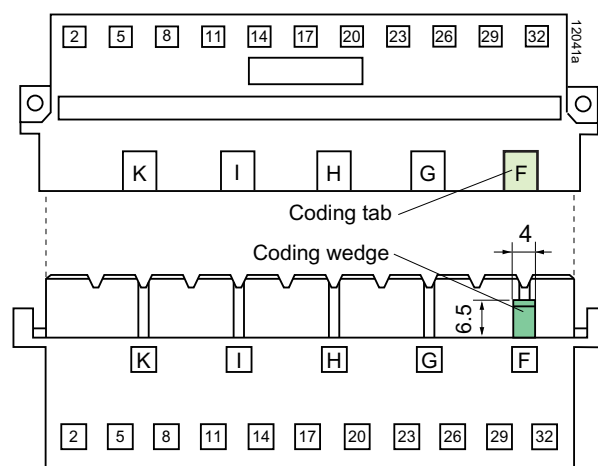 2 5 8 11 14 17 20 23 26 29 32
12041a
K I H G F
Coding tab
4
Coding wedge
6.5
K I H G F
2 5 8 11 14 17 20 23 26 29 32